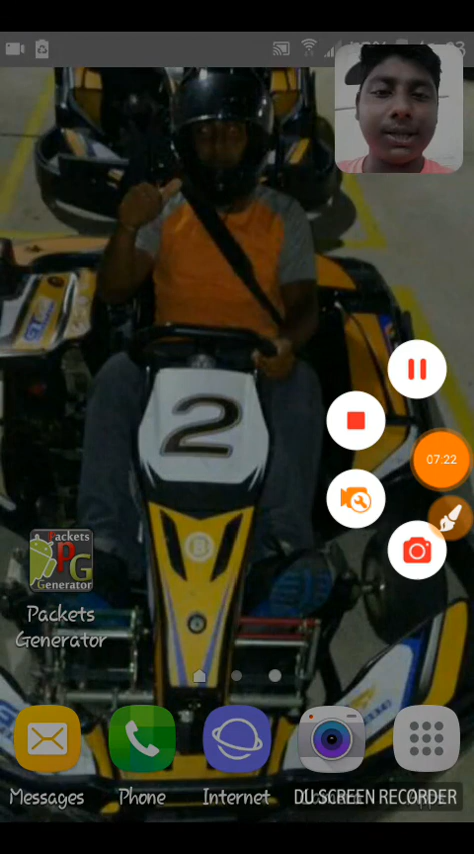 2
07:22
B
Packets
PG
Generator
Packets
Generator
Messages
Phone
Internet
DU SCREEN RECORDER